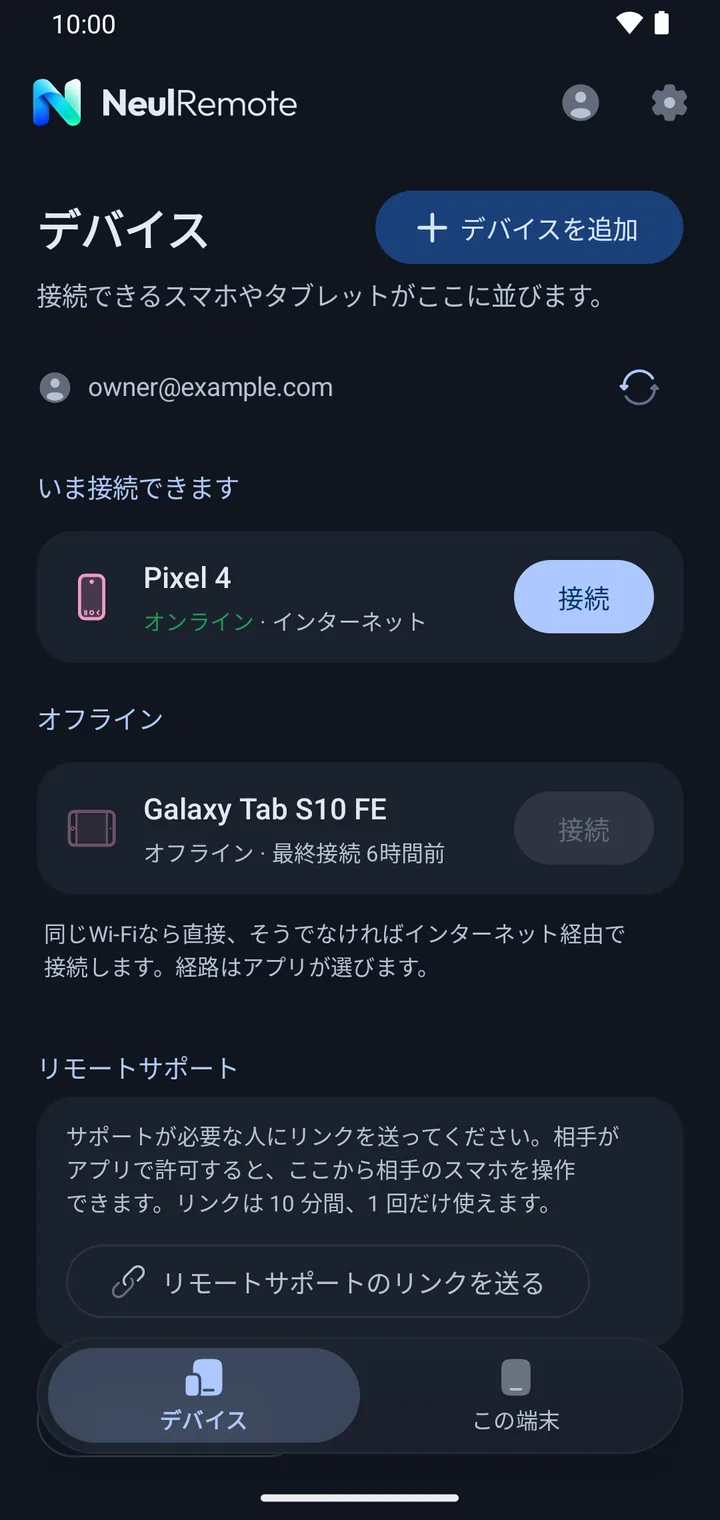 10:00
NeulRemote
デバイス
デバイスを追加
接続できるスマホやタブレットがここに並びます。
owner@example.com
いま接続できます
Pixel 4
オンライン · インターネット
接続
オフライン
Galaxy Tab S10 FE
オフライン · 最終接続 6時間前
接続
同じWi-Fiなら直接、そうでなければインターネット経由で
接続します。経路はアプリが選びます。
リモートサポート
サポートが必要な人にリンクを送ってください。相手が
アプリで許可すると、ここから相手のスマホを操作
できます。リンクは 10 分間、1 回だけ使えます。
リモートサポートのリンクを送る
デバイス
この端末